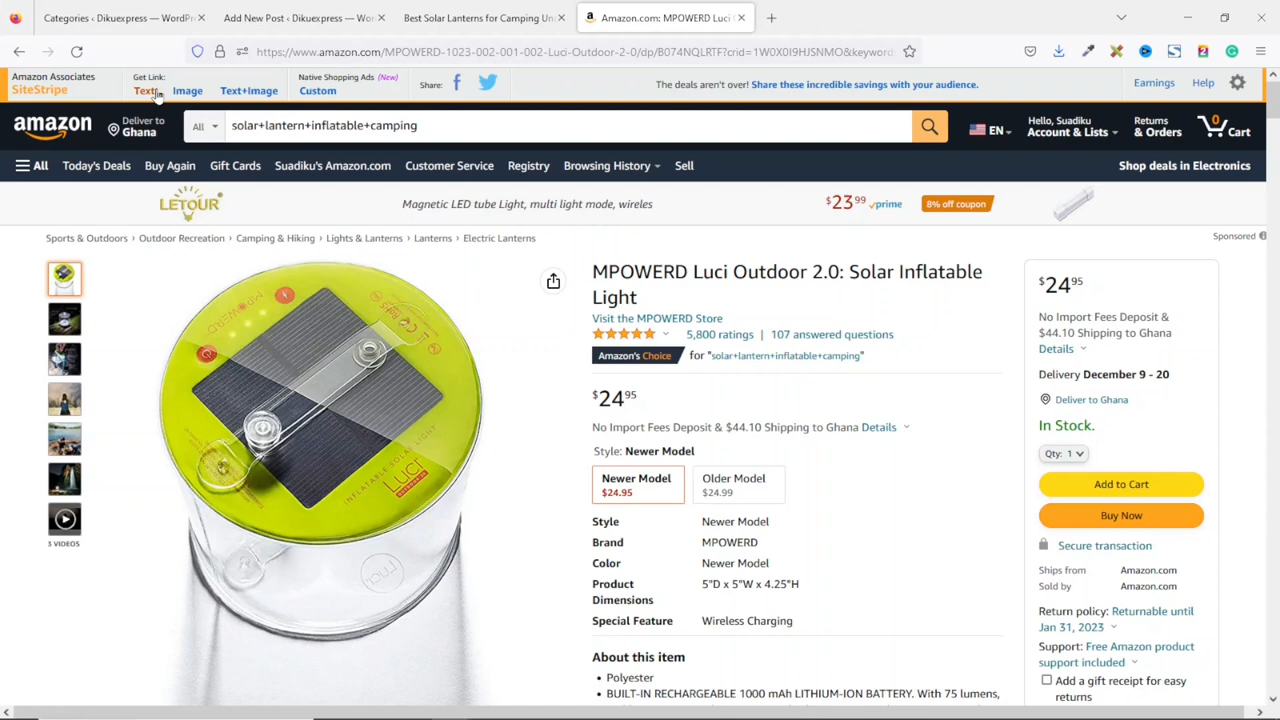 Categories ‹ Dikuexpress — WordPr
Add New Post ‹ Dikuexpress — Wor
Best Solar Lanterns for Camping Un
Amazon.com: MPOWERD Luci
https://www.amazon.com/MPOWERD-1023-002-001-002-Luci-Outdoor-2-0/dp/B074NQLRTF?crid=1W0X0I9HJSNMO&keyword
Amazon Associates
SiteStripe
Get Link:
Text
Image
Text+Image
Native Shopping Ads (New)
Custom
Share:
The deals aren't over! Share these incredible savings with your audience.
Earnings
Help
amazon
Deliver to
Ghana
All
solar+lantern+inflatable+camping
EN
Hello, Suadiku
Account & Lists
Returns
& Orders
0
Cart
All
Today's Deals
Buy Again
Gift Cards
Suadiku's Amazon.com
Customer Service
Registry
Browsing History
Sell
Shop deals in Electronics
LETOUR
Magnetic LED tube Light, multi light mode, wireles
$23 99 prime
8% off coupon
Sports & Outdoors › Outdoor Recreation › Camping & Hiking › Lights & Lanterns › Lanterns › Electric Lanterns
Sponsored
MPOWERD
INFLATABLE SOLAR LIGHT
LUCI
3 VIDEOS
MPOWERD Luci Outdoor 2.0: Solar Inflatable
Light
Visit the MPOWERD Store
5,800 ratings | 107 answered questions
Amazon's Choice for "solar+lantern+inflatable+camping"
$24 95
No Import Fees Deposit & $44.10 Shipping to Ghana Details
Style: Newer Model
Newer Model
$24.95
Older Model
$24.99
Style Newer Model
Brand MPOWERD
Color Newer Model
Product
Dimensions
5"D x 5"W x 4.25"H
Special Feature Wireless Charging
About this item
• Polyester
• BUILT-IN RECHARGEABLE 1000 mAh LITHIUM-ION BATTERY. With 75 lumens,
$24 95
No Import Fees Deposit &
$44.10 Shipping to Ghana
Details
Delivery December 9 - 20
Deliver to Ghana
In Stock.
Qty: 1
Add to Cart
Buy Now
Secure transaction
Ships from Amazon.com
Sold by Amazon.com
Return policy: Returnable until
Jan 31, 2023
Support: Free Amazon product
support included
Add a gift receipt for easy
returns